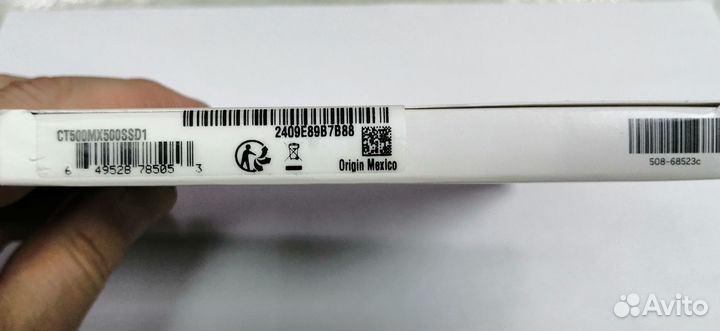 CT500MX500SSD1
6 49528 78505 3
2409E89B7B88
Origin Mexico
508-68523c
Avito